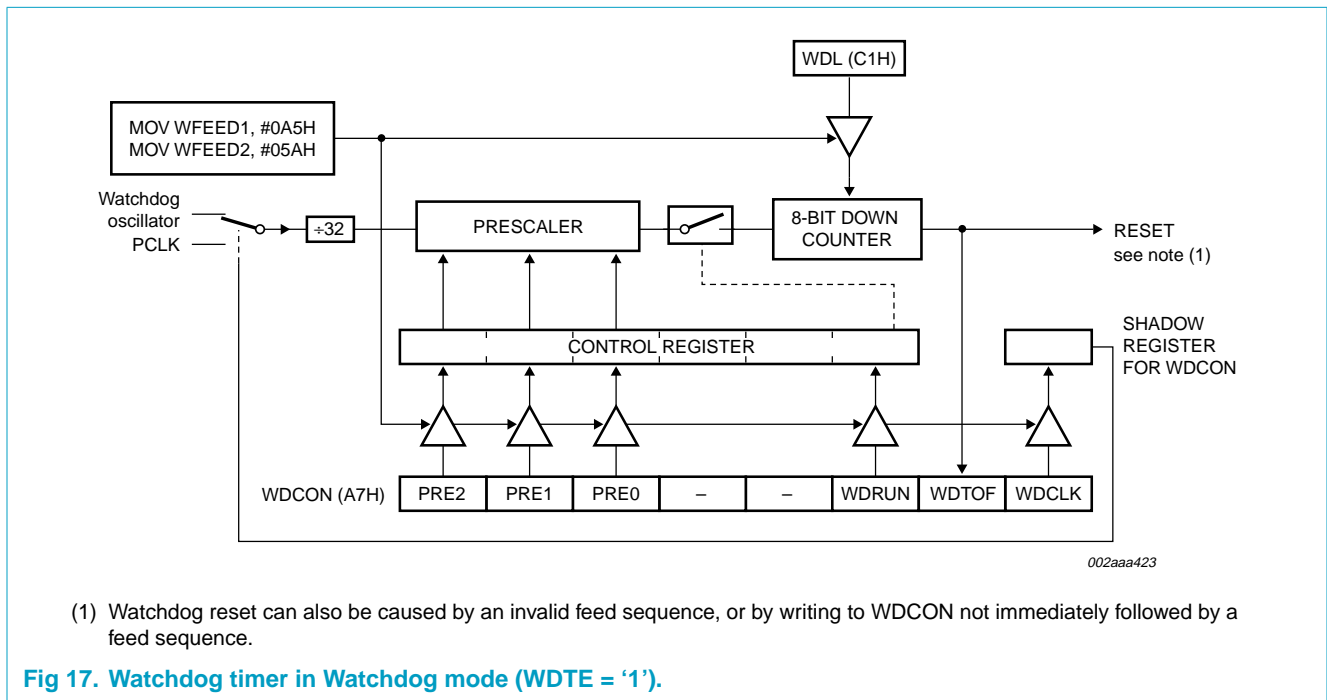 WDL (C1H)
MOV WFEED1, #0A5H
MOV WFEED2, #05AH
Watchdog
oscillator
PCLK
÷32
PRESCALER
8-BIT DOWN
COUNTER
RESET
see note (1)
SHADOW
REGISTER
FOR WDCON
CONTROL REGISTER
WDCON (A7H)
PRE2
PRE1
PRE0
–
–
WDRUN
WDTOF
WDCLK
002aaa423
(1) Watchdog reset can also be caused by an invalid feed sequence, or by writing to WDCON not immediately followed by a
feed sequence.
Fig 17. Watchdog timer in Watchdog mode (WDTE = ‘1’).